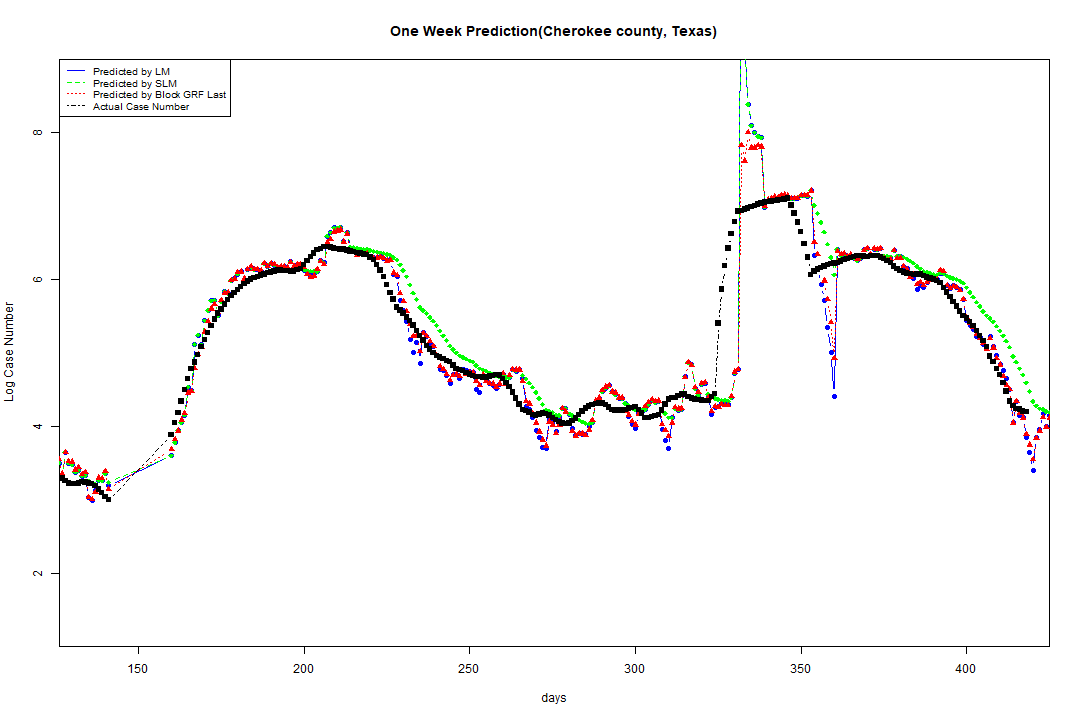 One Week Prediction(Cherokee county, Texas)
Predicted by LM
Predicted by SLM
Predicted by Block GRF Last
Actual Case Number
Log Case Number
8
6
4
2
150 200 250 300 350 400
days